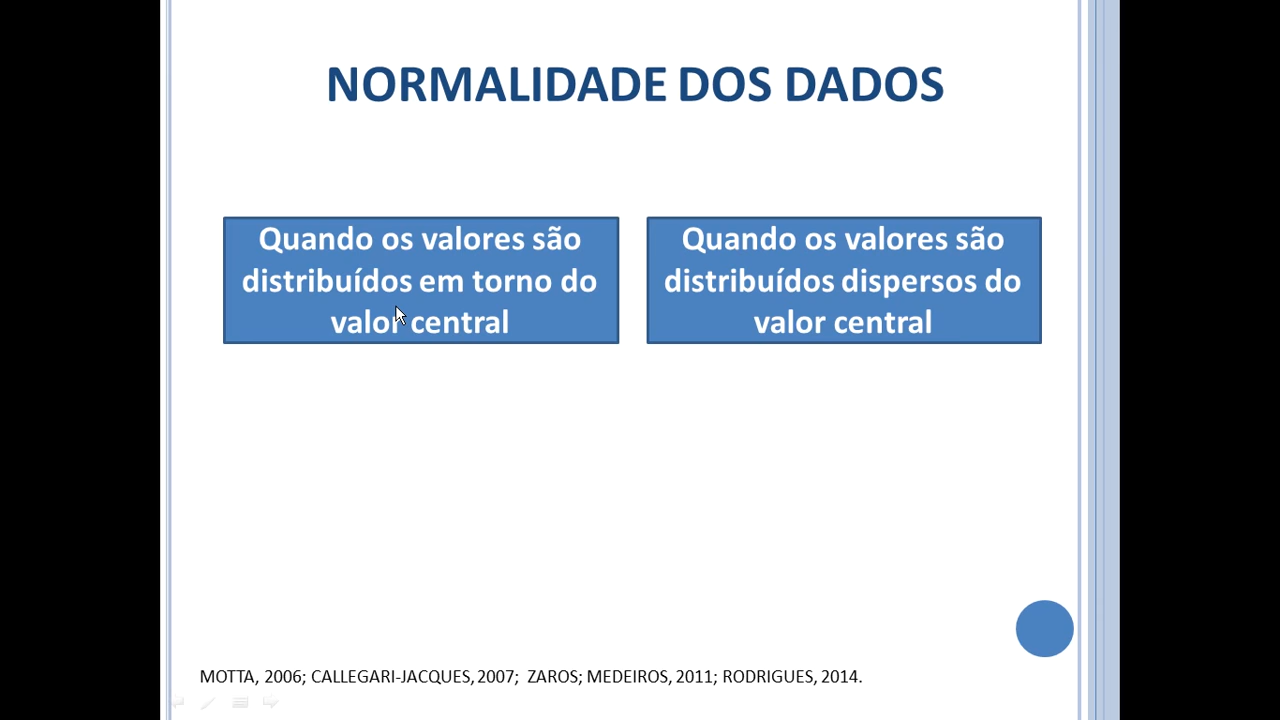 NORMALIDADE DOS DADOS
Quando os valores são
distribuídos em torno do
valor central
Quando os valores são
distribuídos dispersos do
valor central
MOTTA, 2006; CALLEGARI-JACQUES, 2007; ZAROS; MEDEIROS, 2011; RODRIGUES, 2014.